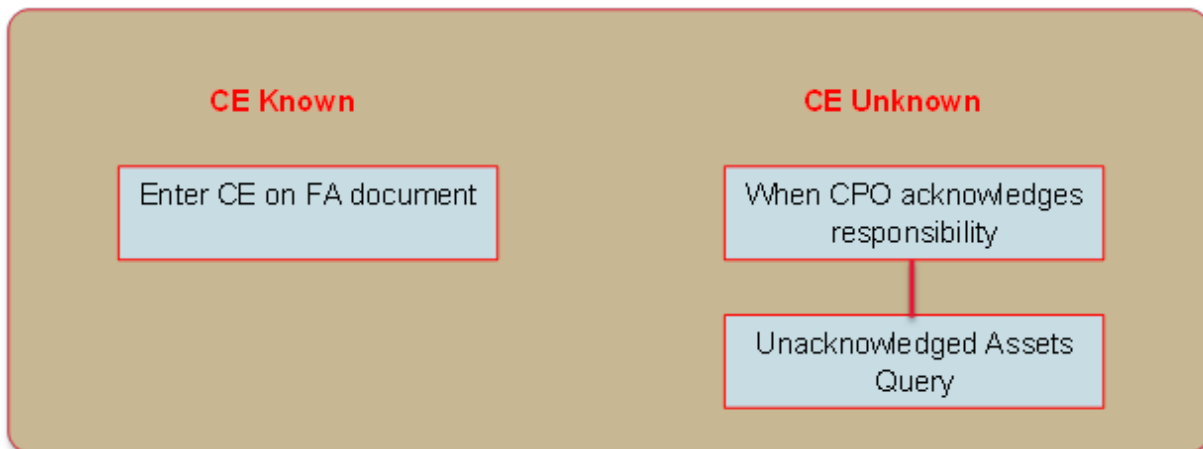 CE Known
Enter CE on FA document
CE Unknown
When CPO acknowledges
responsibility
Unacknowledged Assets
Query